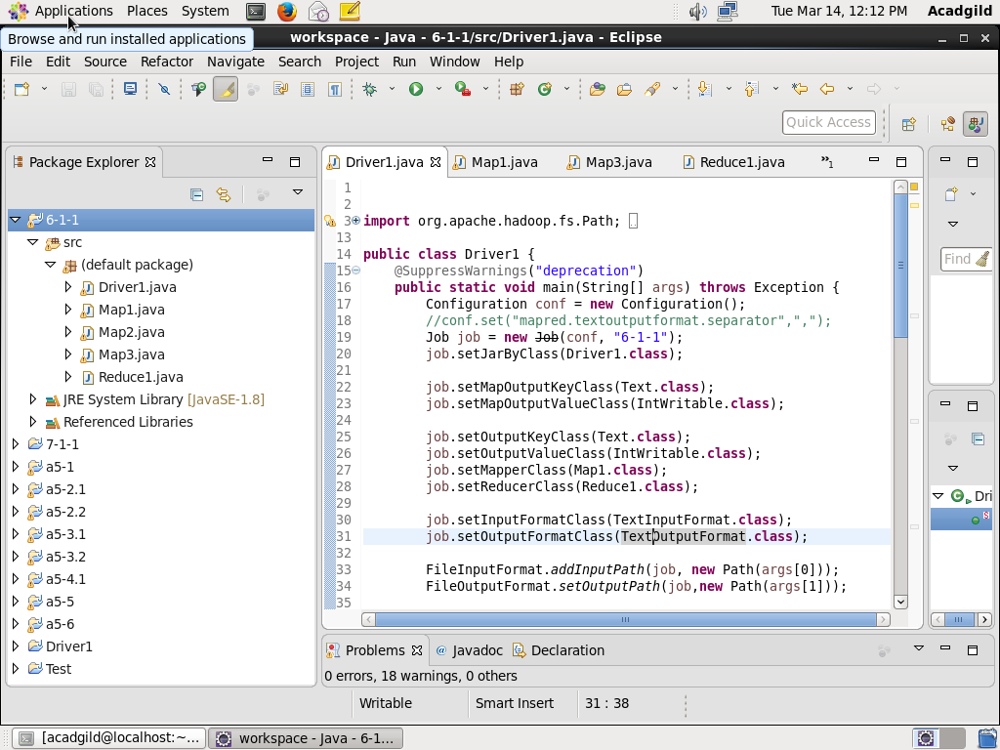 Applications Places System Tue Mar 14, 12:12 PM Acadgild
Browse and run installed applications
workspace - Java - 6-1-1/src/Driver1.java - Eclipse
File Edit Source Refactor Navigate Search Project Run Window Help
Quick Access
Package Explorer
6-1-1
src
(default package)
Driver1.java
Map1.java
Map2.java
Map3.java
Reduce1.java
JRE System Library [JavaSE-1.8]
Referenced Libraries
7-1-1
a5-1
a5-2.1
a5-2.2
a5-3.1
a5-3.2
a5-4.1
a5-5
a5-6
Driver1
Test
Driver1.java Map1.java Map3.java Reduce1.java »1
1
2
3 import org.apache.hadoop.fs.Path;
13
14 public class Driver1 {
15 @SuppressWarnings("deprecation")
16 public static void main(String[] args) throws Exception {
17 Configuration conf = new Configuration();
18 //conf.set("mapred.textoutputformat.separator",",");
19 Job job = new Job(conf, "6-1-1");
20 job.setJarByClass(Driver1.class);
21
22 job.setMapOutputKeyClass(Text.class);
23 job.setMapOutputValueClass(IntWritable.class);
24
25 job.setOutputKeyClass(Text.class);
26 job.setOutputValueClass(IntWritable.class);
27 job.setMapperClass(Map1.class);
28 job.setReducerClass(Reduce1.class);
29
30 job.setInputFormatClass(TextInputFormat.class);
31 job.setOutputFormatClass(TextOutputFormat.class);
32
33 FileInputFormat.addInputPath(job, new Path(args[0]));
34 FileOutputFormat.setOutputPath(job,new Path(args[1]));
35
Find
Dri
S
Problems Javadoc Declaration
0 errors, 18 warnings, 0 others
Writable Smart Insert 31 : 38
[acadgild@localhost:~... workspace - Java - 6-1...